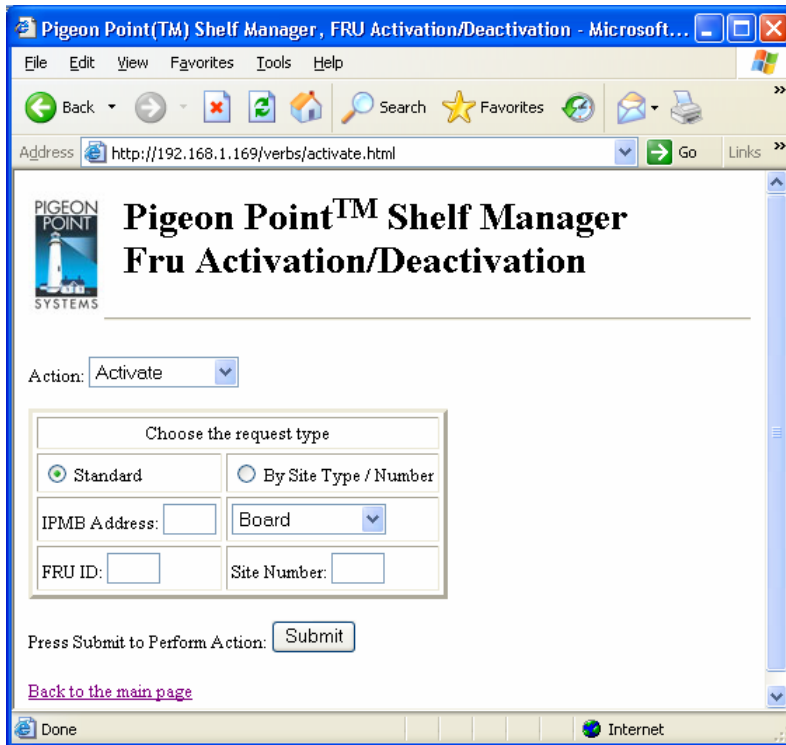 Pigeon Point(TM) Shelf Manager, FRU Activation/Deactivation - Microsoft...
File Edit View Favorites Tools Help
Back Search Favorites
Address http://192.168.1.169/verbs/activate.html Go Links
PIGEON
POINT
SYSTEMS
Pigeon Point™ Shelf Manager
Fru Activation/Deactivation
Action: Activate
Choose the request type
Standard By Site Type / Number
IPMB Address: Board
FRU ID: Site Number:
Press Submit to Perform Action: Submit
Back to the main page
Done Internet